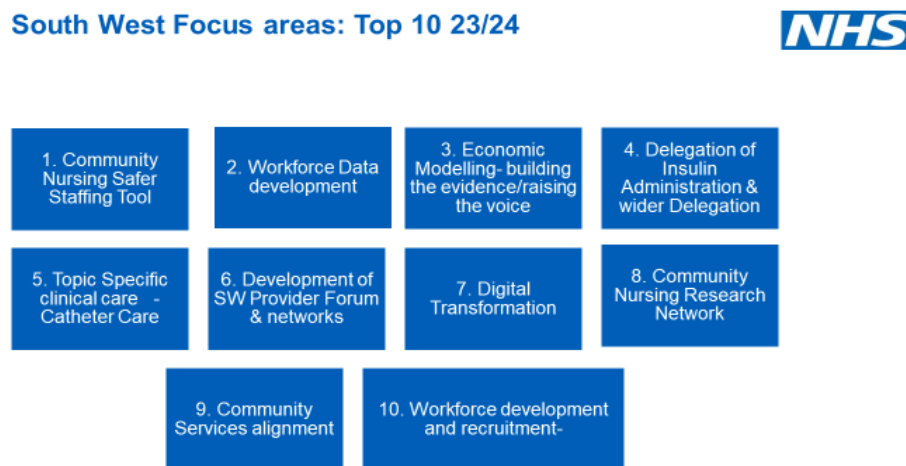 South West Focus areas: Top 10 23/24
NHS
1. Community
Nursing Safer
Staffing Tool
2. Workforce Data
development
3. Economic
Modelling- building
the evidence/raising
the voice
4. Delegation of
Insulin
Administration &
wider Delegation
5. Topic Specific
clinical care -
Catheter Care
6. Development of
SW Provider Forum
& networks
7. Digital
Transformation
8. Community
Nursing Research
Network
9. Community
Services alignment
10. Workforce development
and recruitment-